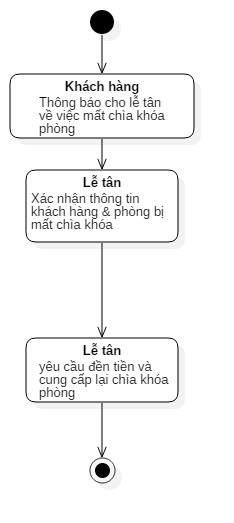 Khách hàng
Thông báo cho lễ tân
về việc mất chìa khóa
phòng
Lễ tân
Xác nhận thông tin
khách hàng & phòng bị
mất chìa khóa
Lễ tân
yêu cầu đền tiền và
cung cấp lại chìa khóa
phòng